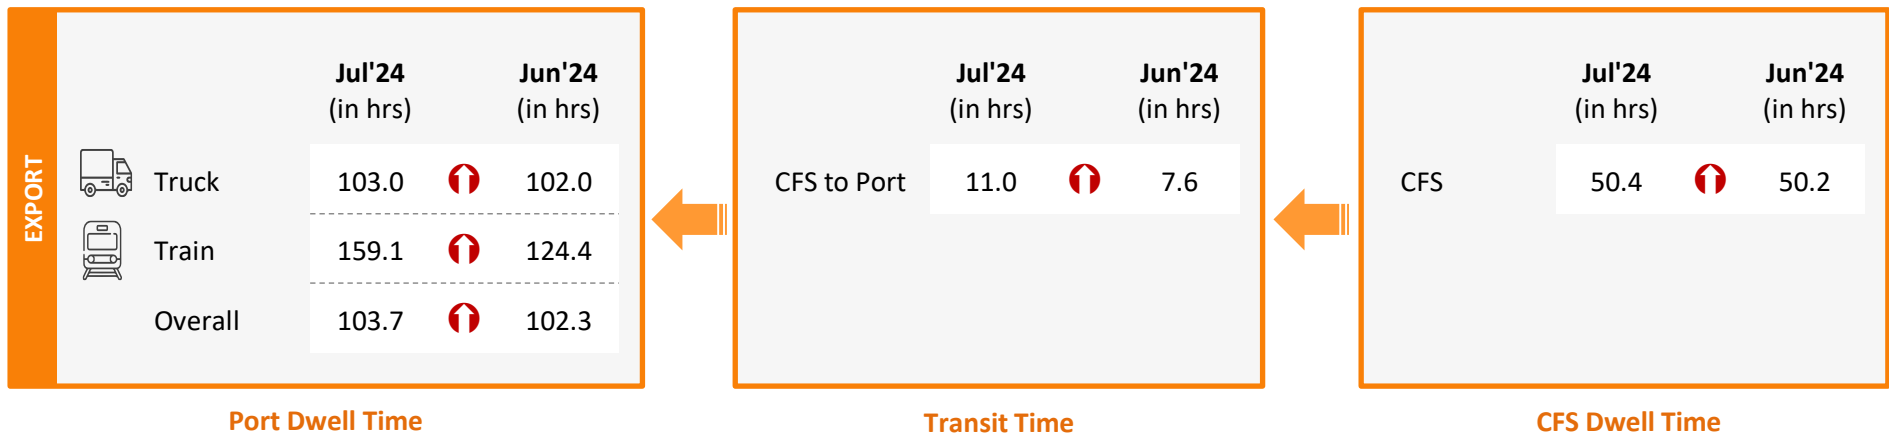 EXPORT
Jul'24 Jun'24
(in hrs) (in hrs)
Truck 103.0 102.0
Train 159.1 124.4
Overall 103.7 102.3
Port Dwell Time
Jul'24 Jun'24
(in hrs) (in hrs)
CFS to Port 11.0 7.6
Transit Time
Jul'24 Jun'24
(in hrs) (in hrs)
CFS 50.4 50.2
CFS Dwell Time